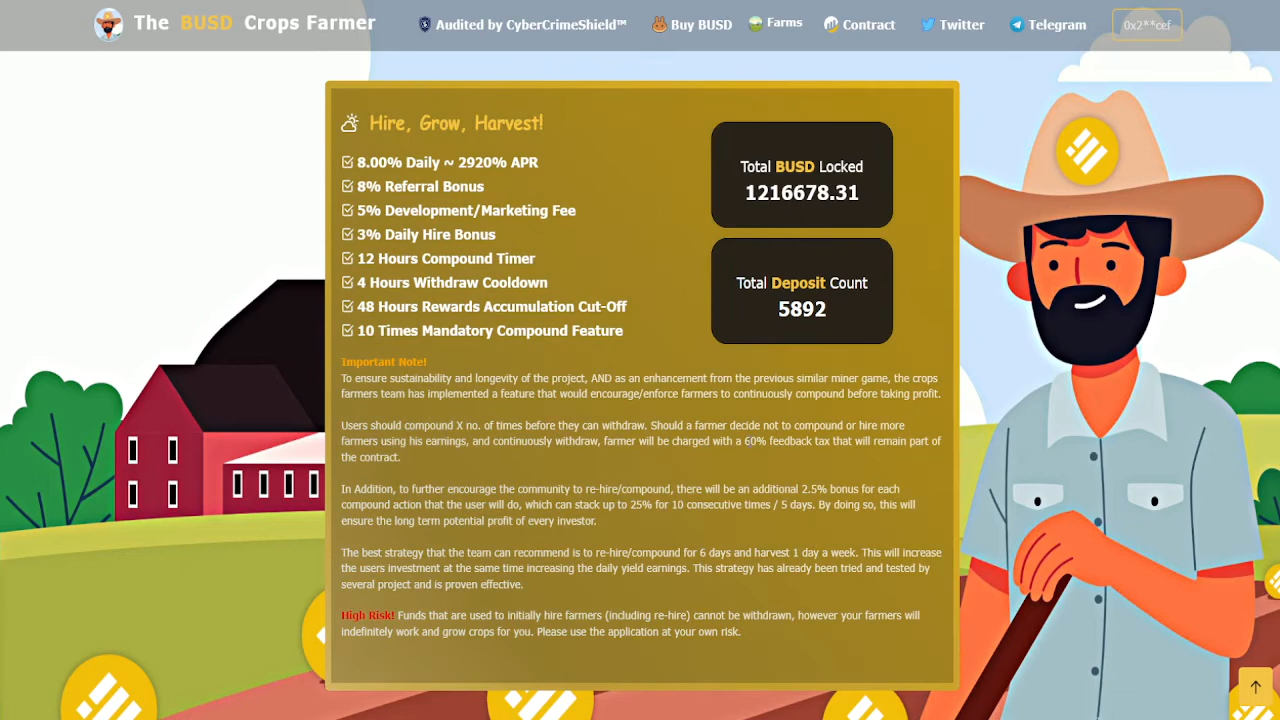 The BUSD Crops Farmer
Audited by CyberCrimeShield™
Buy BUSD
Farms
Contract
Twitter
Telegram
0x2**cef
Hire, Grow, Harvest!
8.00% Daily ~ 2920% APR
8% Referral Bonus
5% Development/Marketing Fee
3% Daily Hire Bonus
12 Hours Compound Timer
4 Hours Withdraw Cooldown
48 Hours Rewards Accumulation Cut-Off
10 Times Mandatory Compound Feature
Total BUSD Locked
1216678.31
Total Deposit Count
5892
Important Note!
To ensure sustainability and longevity of the project, AND as an enhancement from the previous similar miner game, the crops
farmers team has implemented a feature that would encourage/enforce farmers to continuously compound before taking profit.
Users should compound X no. of times before they can withdraw. Should a farmer decide not to compound or hire more
farmers using his earnings, and continuously withdraw, farmer will be charged with a 60% feedback tax that will remain part of
the contract.
In Addition, to further encourage the community to re-hire/compound, there will be an additional 2.5% bonus for each
compound action that the user will do, which can stack up to 25% for 10 consecutive times / 5 days. By doing so, this will
ensure the long term potential profit of every investor.
The best strategy that the team can recommend is to re-hire/compound for 6 days and harvest 1 day a week. This will increase
the users investment at the same time increasing the daily yield earnings. This strategy has already been tried and tested by
several project and is proven effective.
High Risk! Funds that are used to initially hire farmers (including re-hire) cannot be withdrawn, however your farmers will
indefinitely work and grow crops for you. Please use the application at your own risk.